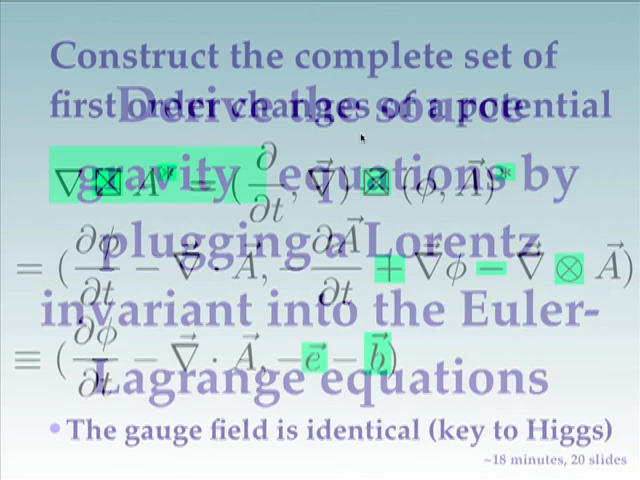 Construct the complete set of
first order changes of a potential
Derive the source
gravity equations by
plugging a Lorentz
invariant into the Euler-
Lagrange equations
∇ ⊠ A* = (∂/∂t, ∇⃗) ⊠ (ϕ, A⃗)*
= (∂ϕ/∂t − ∇⃗ · A⃗, −∂A⃗/∂t + ∇⃗ϕ − ∇⃗ ⊗ A⃗)
≡ (∂ϕ/∂t − ∇⃗ · A⃗, −e⃗ − b⃗)
•The gauge field is identical (key to Higgs)
~18 minutes, 20 slides